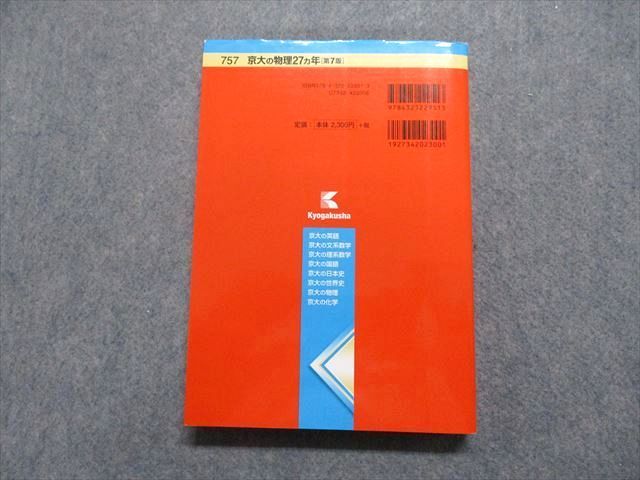 757 京大の物理27カ年[第7版]
定価：本体 2,300円 +税
1927342023001
Kyogakusha
京大の英語
京大の文系数学
京大の理系数学
京大の国語
京大の日本史
京大の世界史
京大の物理
京大の化学